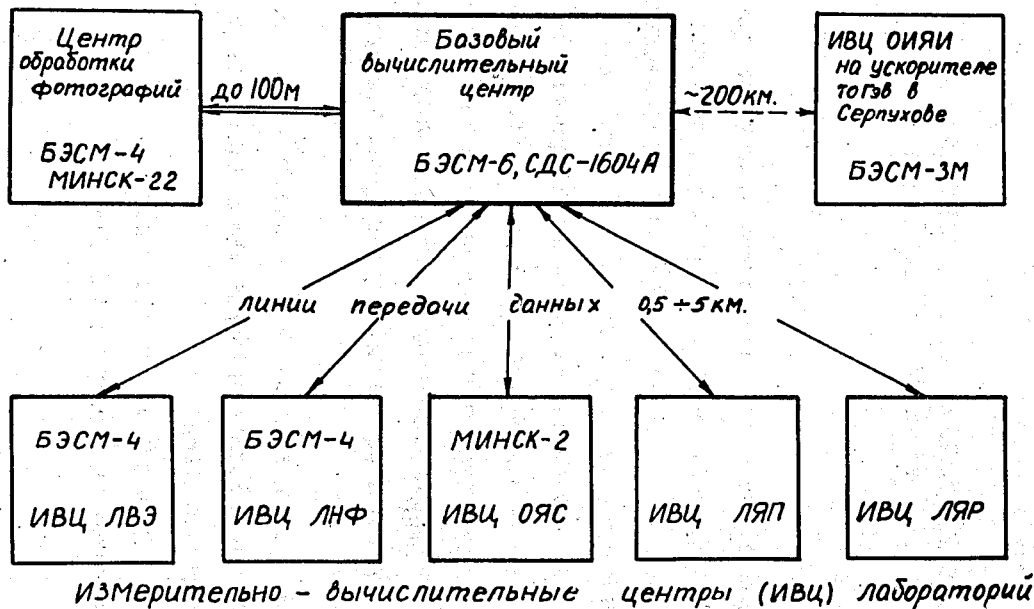 Центр
обработки
фотографий
БЭСМ-4
МИНСК-22
до 100м
Базовый
вычислительный
центр
БЭСМ-6, СДС-1604А
~200км.
ИВЦ ОИЯИ
на ускорителе
70 Гэв в
Серпухове
БЭСМ-3М
линии передачи данных 0,5÷5км.
БЭСМ-4
ИВЦ ЛВЭ
БЭСМ-4
ИВЦ ЛНФ
МИНСК-2
ИВЦ ОЯС
ИВЦ ЛЯП
ИВЦ ЛЯР
Измерительно - вычислительные центры (ИВЦ) лабораторий